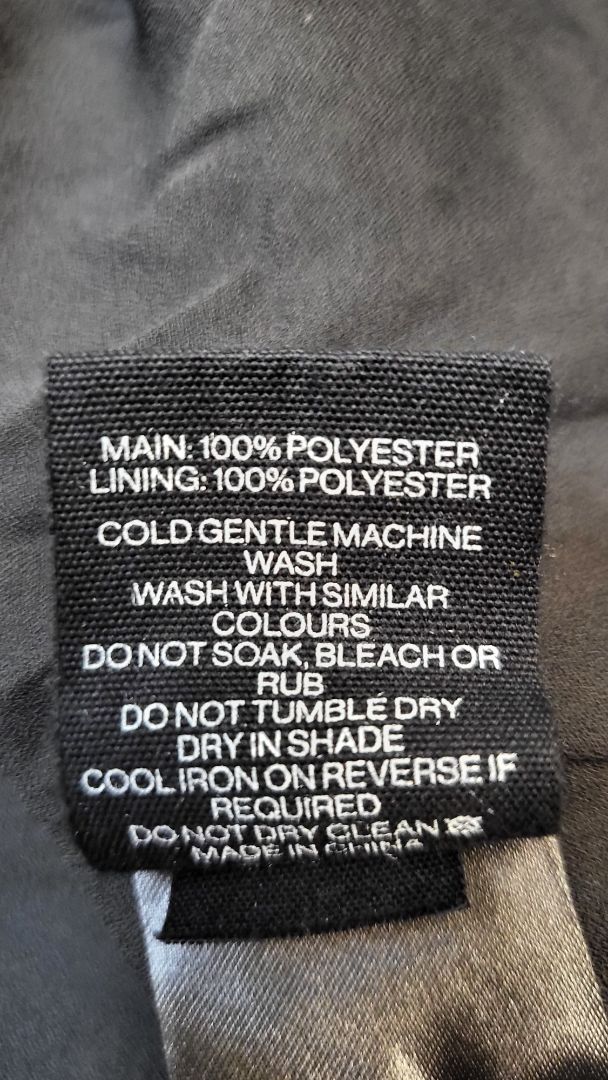 MAIN: 100% POLYESTER
LINING: 100% POLYESTER
COLD GENTLE MACHINE
WASH
WASH WITH SIMILAR
COLOURS
DO NOT SOAK, BLEACH OR
RUB
DO NOT TUMBLE DRY
DRY IN SHADE
COOL IRON ON REVERSE IF
REQUIRED
DO NOT DRY CLEAN
MADE IN CHINA